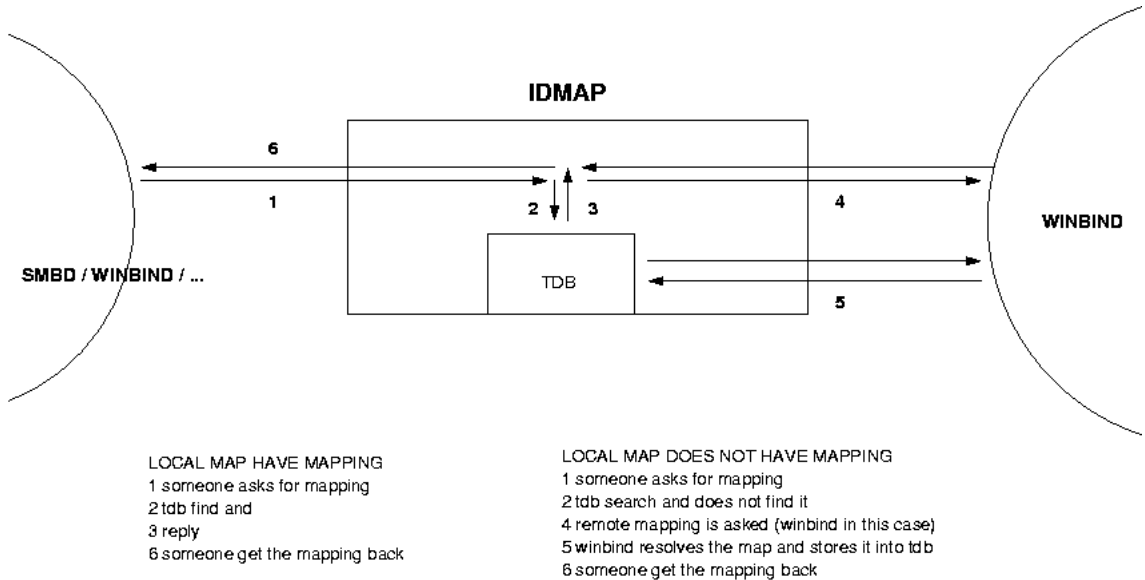 IDMAP
6
1
2
3
4
WINBIND
SMBD / WINBIND / ...
TDB
5
LOCAL MAP HAVE MAPPING
1 someone asks for mapping
2 tdb find and
3 reply
6 someone get the mapping back
LOCAL MAP DOES NOT HAVE MAPPING
1 someone asks for mapping
2 tdb search and does not find it
4 remote mapping is asked (winbind in this case)
5 winbind resolves the map and stores it into tdb
6 someone get the mapping back